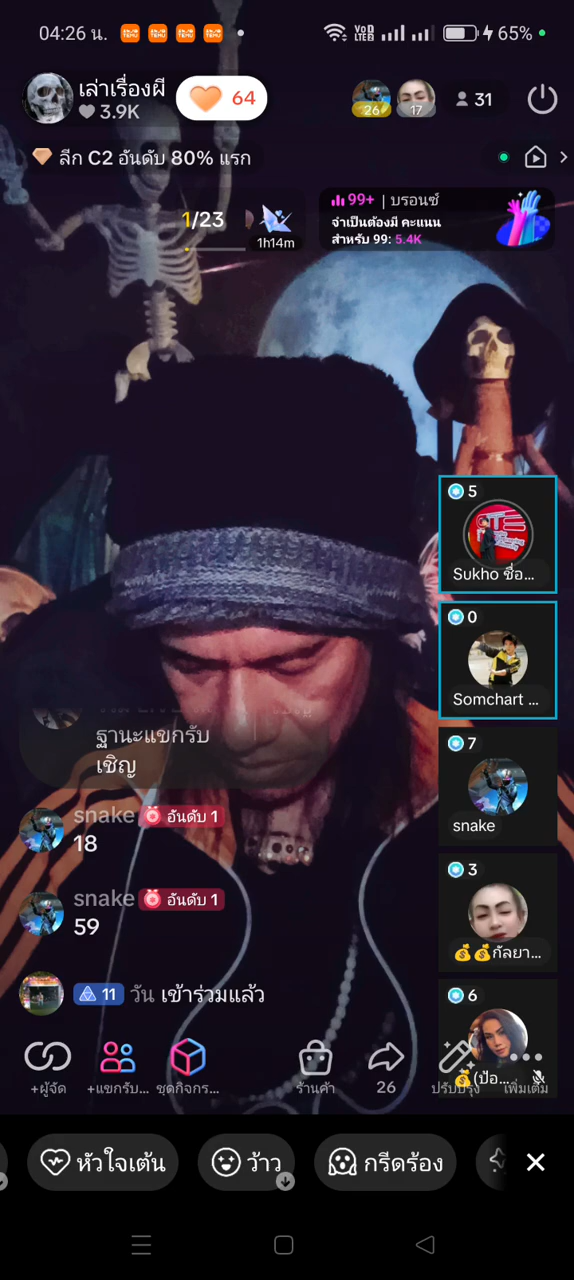 04:26 น.
VoD LTE2
65%
เล่าเรื่องผี
3.9K
64
26
17
31
ลีก C2 อันดับ 80% แรก
1/23
1h14m
99+ | บรอนซ์
จำเป็นต้องมี คะแนน
สำหรับ 99: 5.4K
5
Sukho ชื่อ...
0
Somchart ...
7
snake
3
กัลยา...
6
(ป้อ...
ฐานะแขกรับ
เชิญ
snake อันดับ 1
18
snake อันดับ 1
59
11 วัน เข้าร่วมแล้ว
+ผู้จัด
+แขกรับ...
ชุดกิจกร...
ร้านค้า
26
ปรับปรุง
เพิ่มเติม
หัวใจเต้น
ว้าว
กรีดร้อง